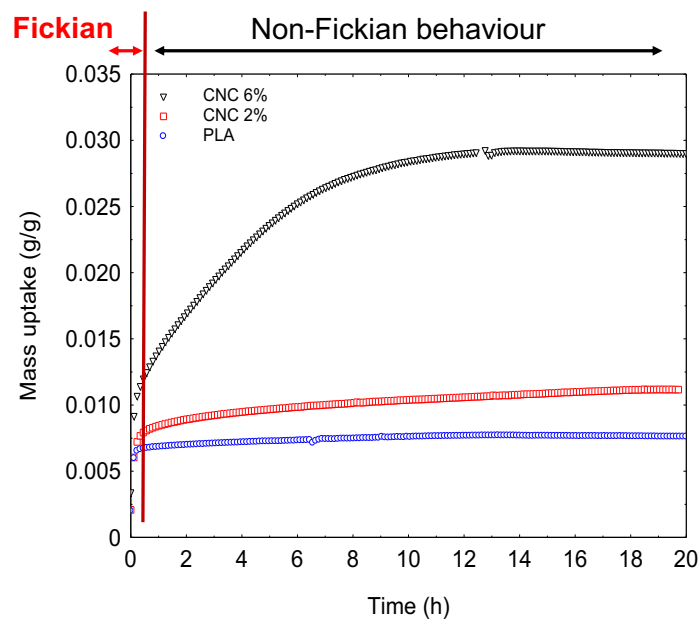 Fickian
Non-Fickian behaviour
0.035
CNC 6%
CNC 2%
PLA
0.030
0.025
0.020
0.015
0.010
0.005
0.000
Mass uptake (g/g)
0 2 4 6 8 10 12 14 16 18 20
Time (h)